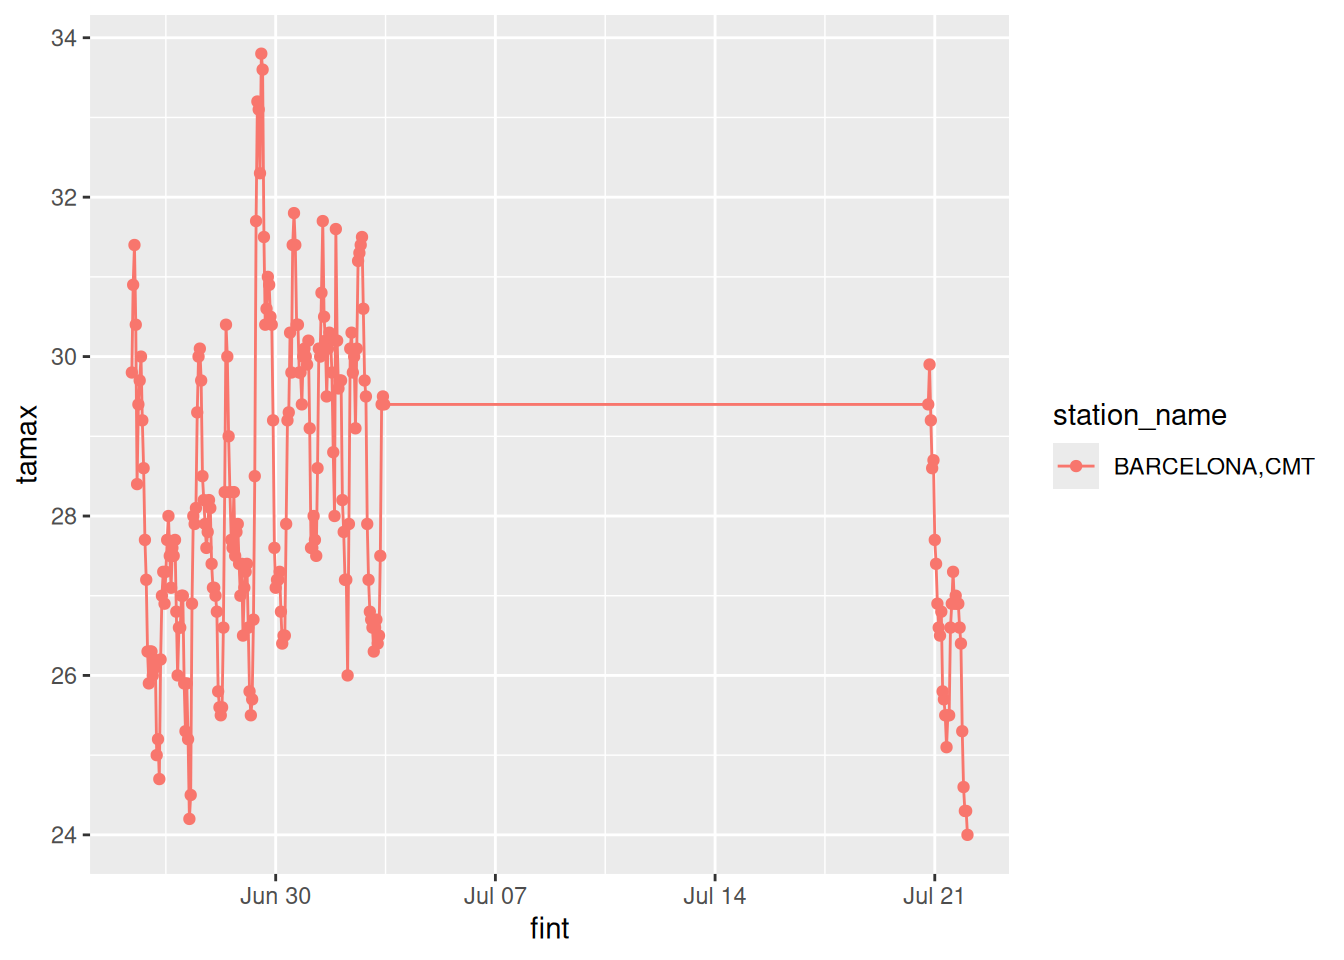 34
32
30
28
26
24
tamax
Jun 30
Jul 07
Jul 14
Jul 21
fint
station_name
BARCELONA,CMT